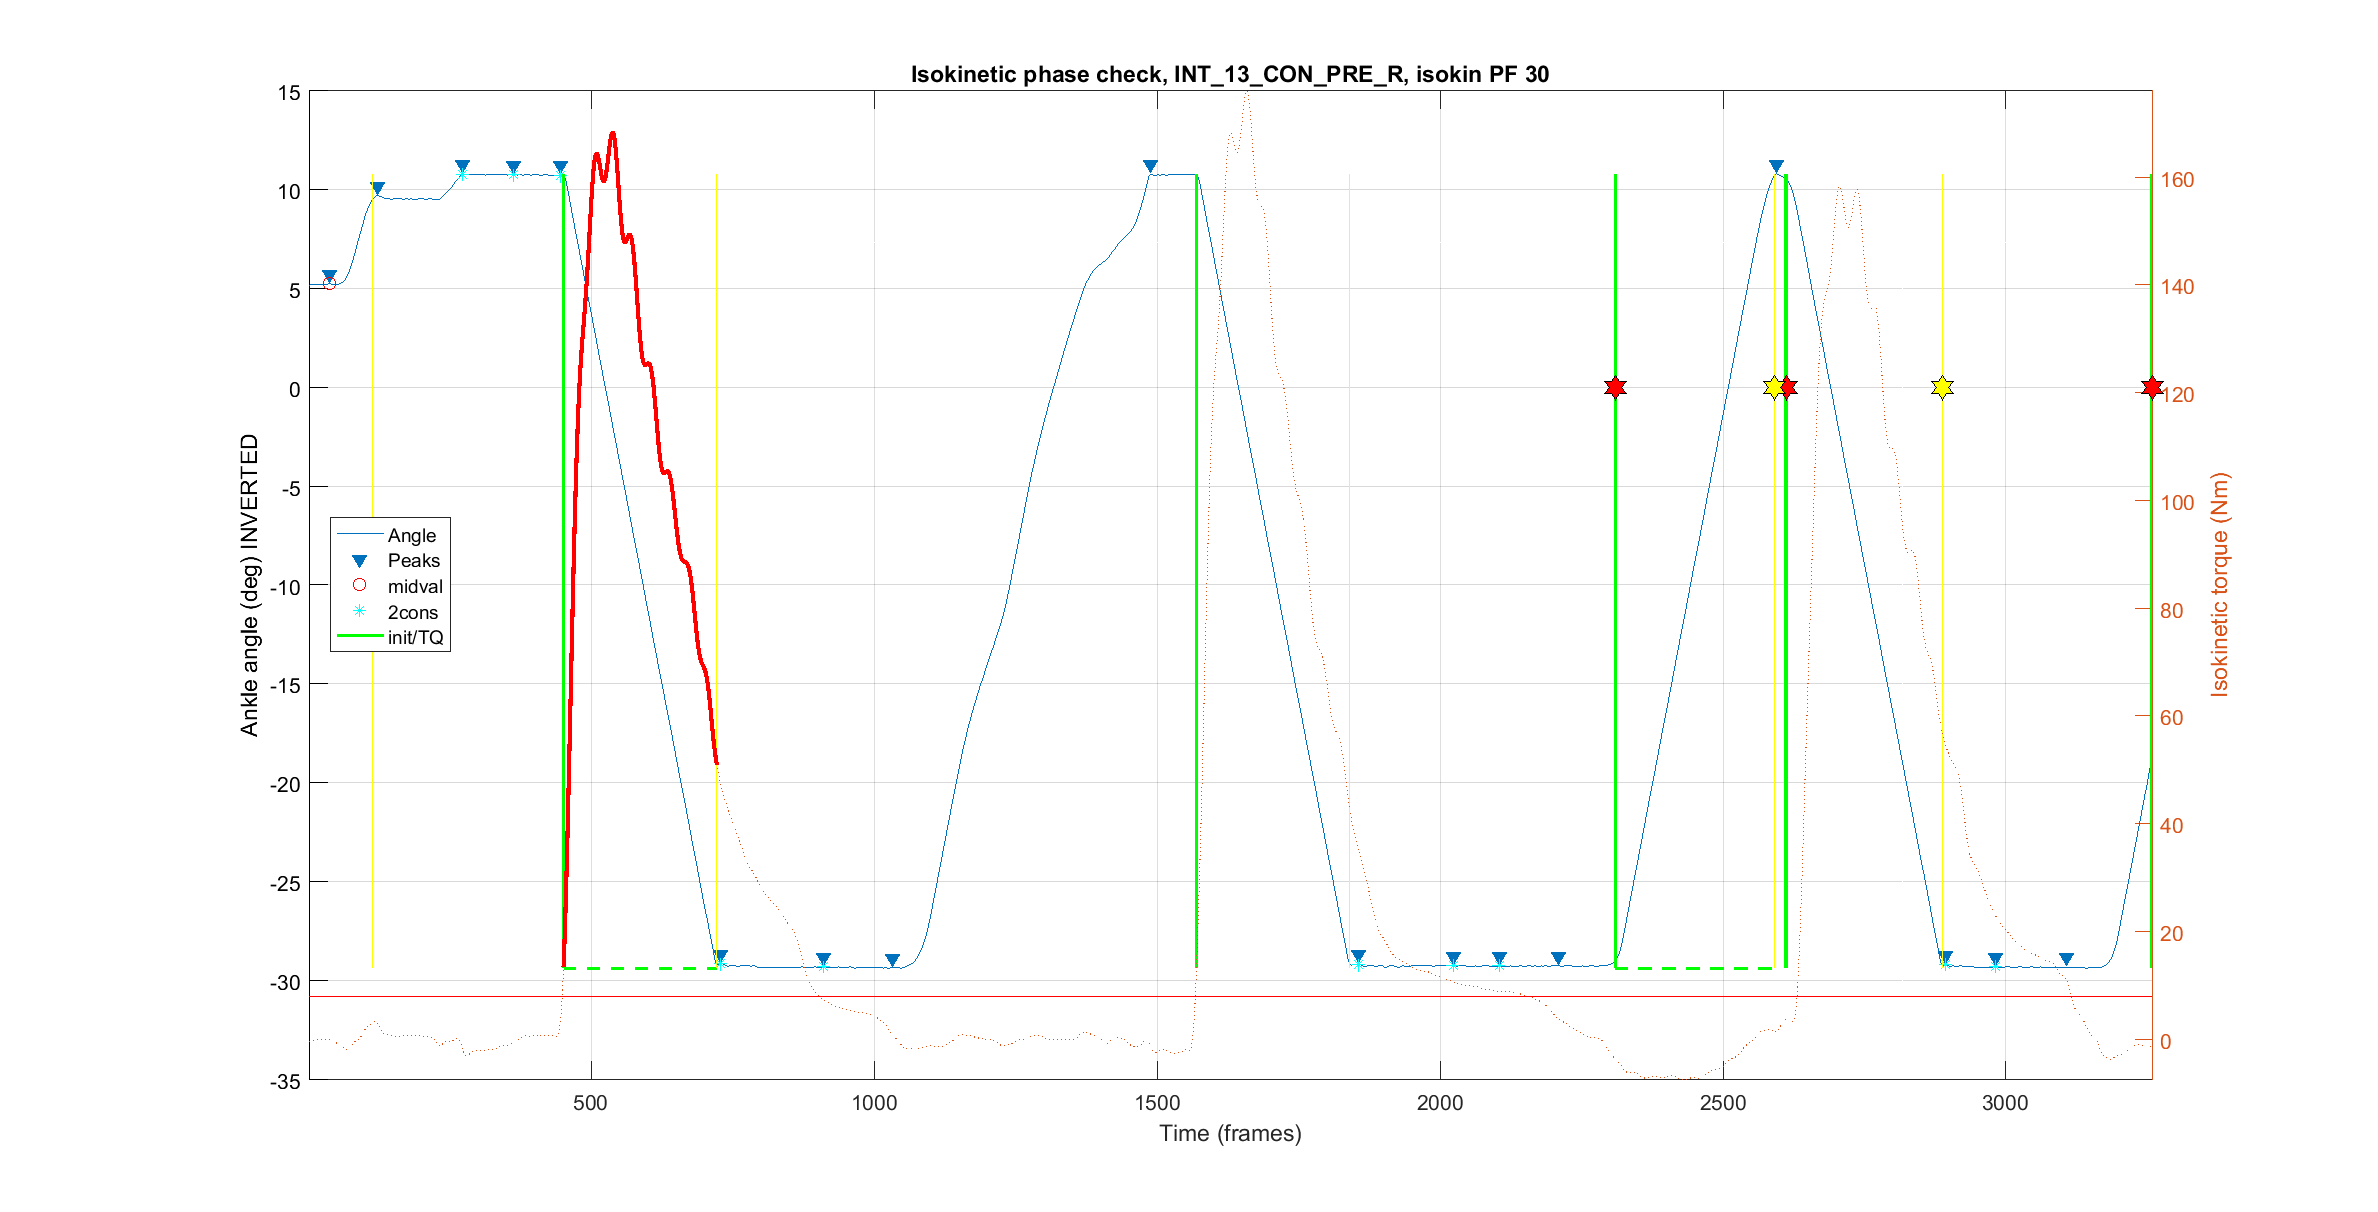 Isokinetic phase check, INT_13_CON_PRE_R, isokin PF 30
15
10
5
0
-5
-10
-15
-20
-25
-30
-35
Ankle angle (deg) INVERTED
Angle
Peaks
midval
2cons
init/TQ
160
140
120
100
80
60
40
20
0
Isokinetic torque (Nm)
500 1000 1500 2000 2500 3000
Time (frames)